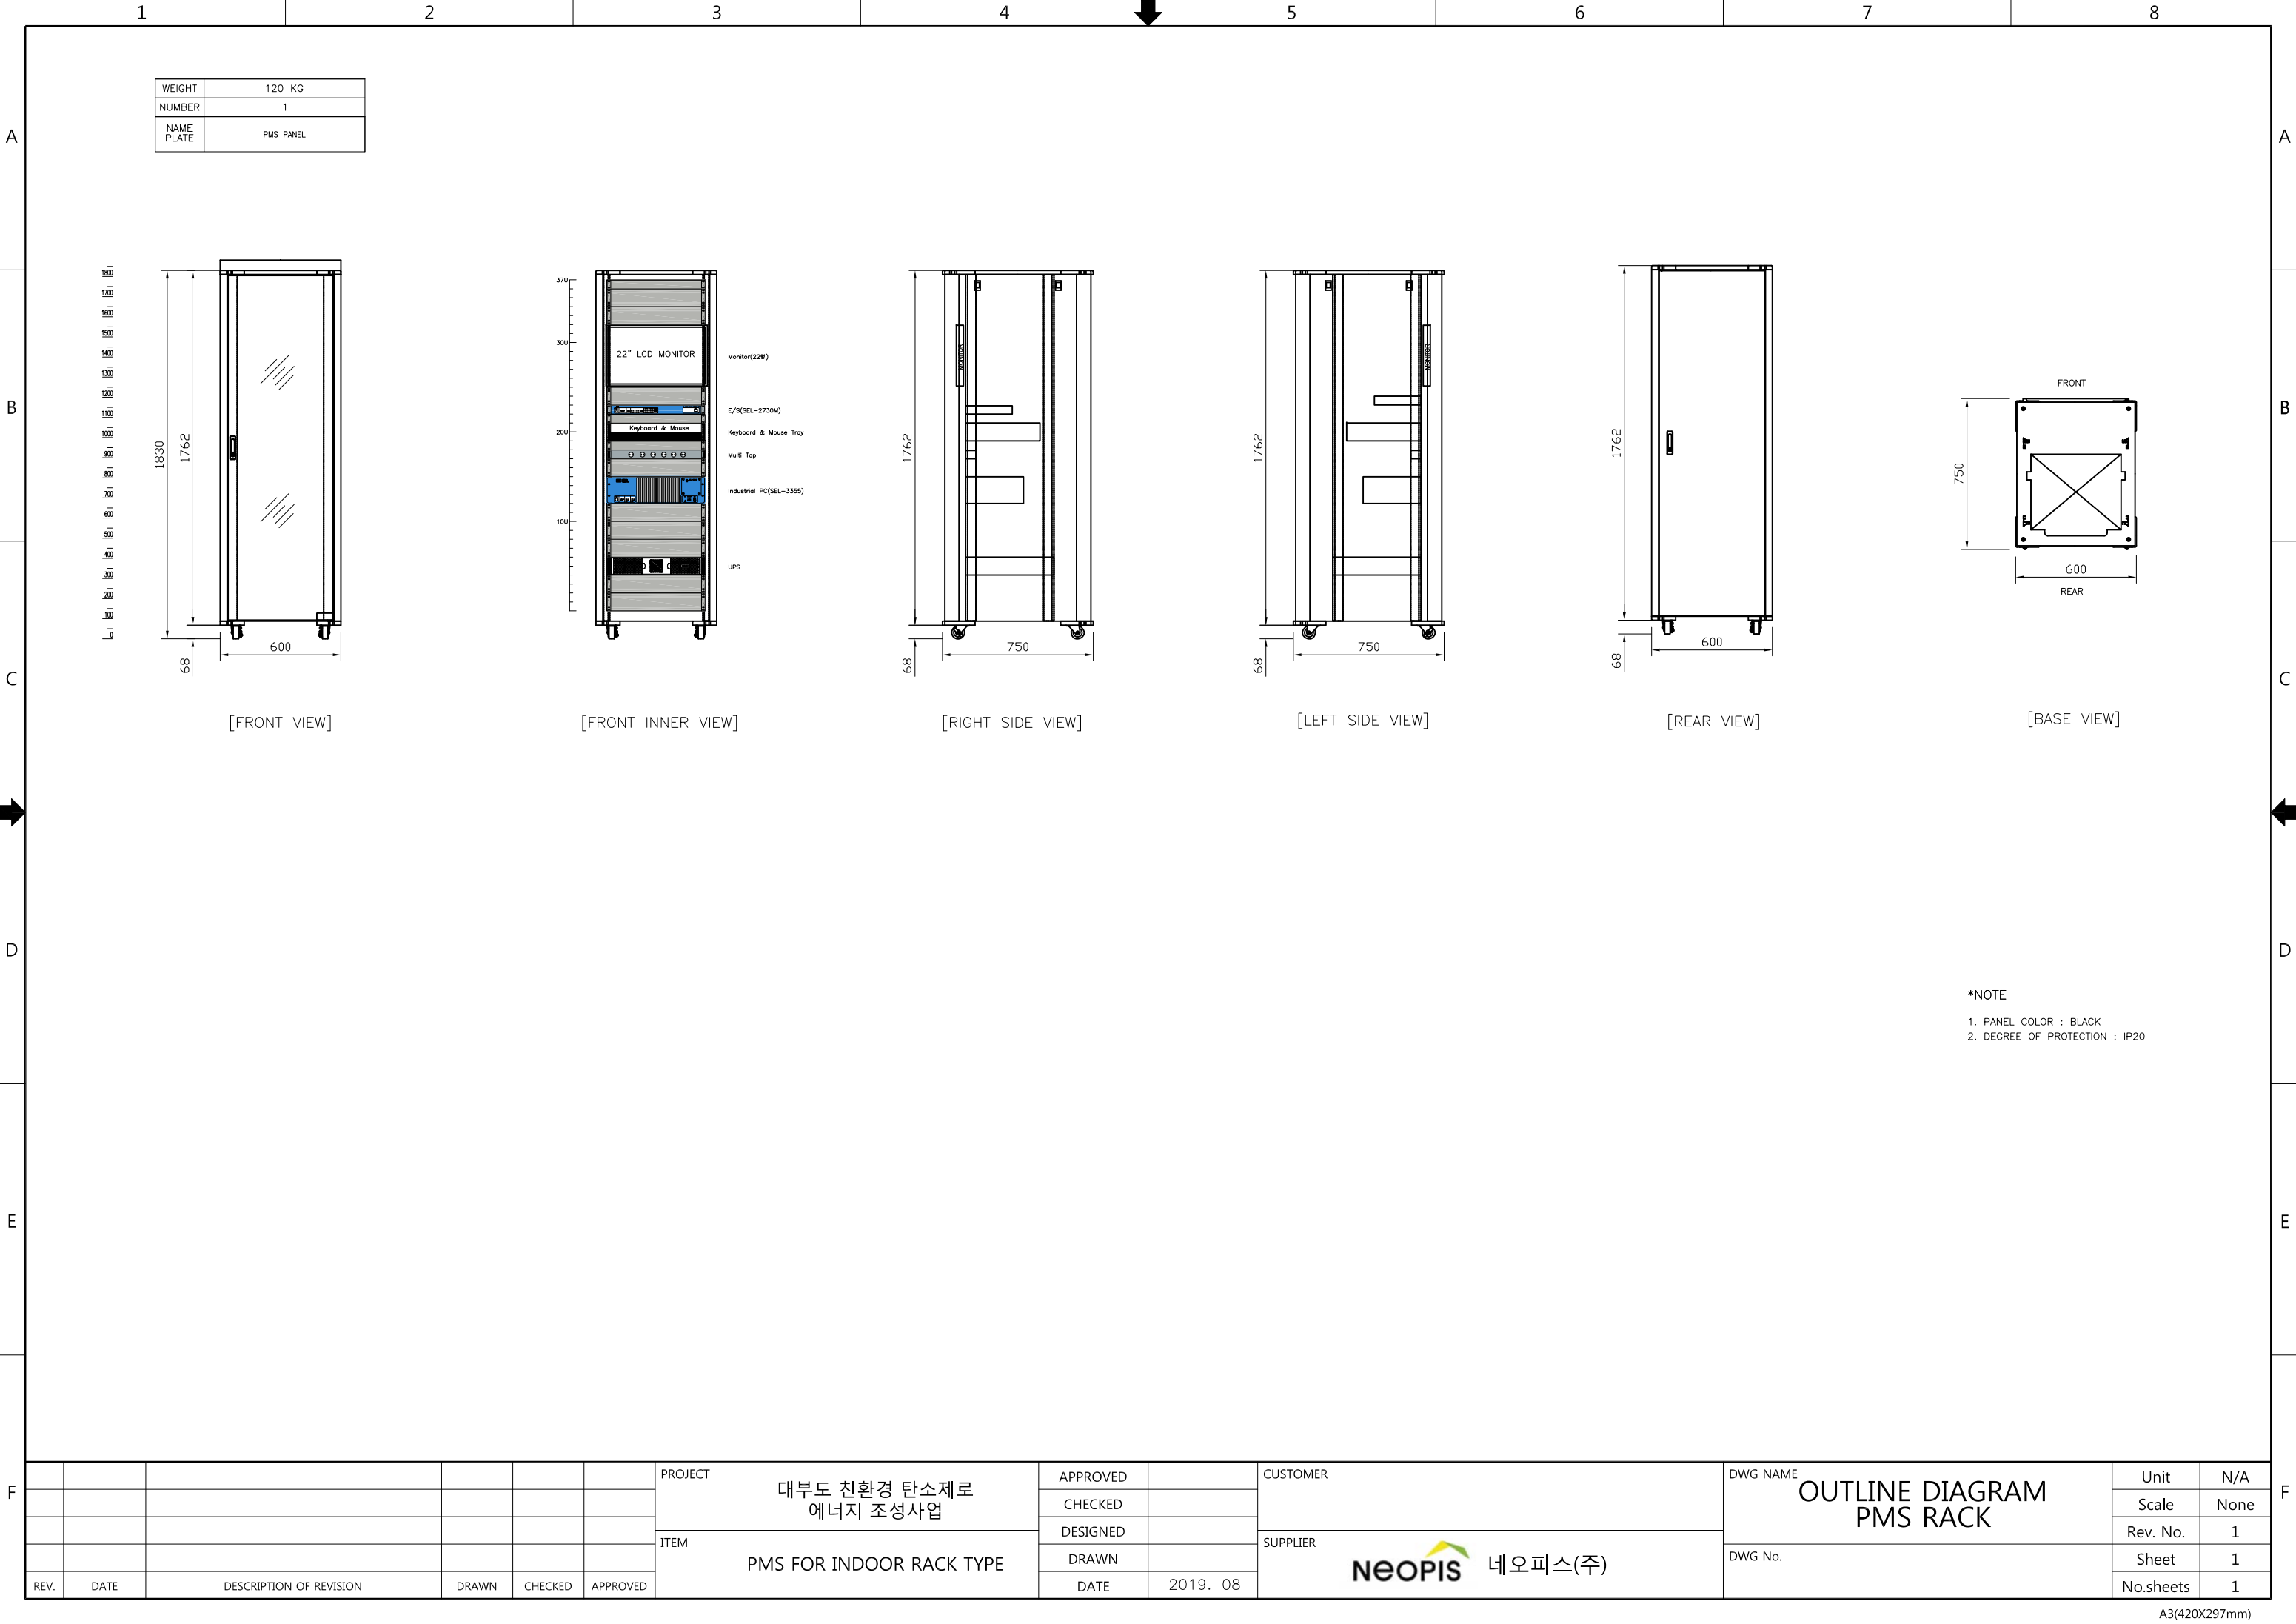 1 2 3 4 5 6 7 8
A A
WEIGHT 120 KG
NUMBER 1
NAME PLATE PMS PANEL
B B
1800
1700
1600
1500
1400
1300
1200
1100
1000
900
800
700
600
500
400
300
200
100
0
1830
1762
68
600
[FRONT VIEW]
37U
30U
20U
10U
22" LCD MONITOR
Keyboard & Mouse
Monitor(22형)
E/S(SEL-2730M)
Keyboard & Mouse Tray
Multi Tap
Industrial PC(SEL-3355)
UPS
[FRONT INNER VIEW]
1762
MONITOR
68
750
[RIGHT SIDE VIEW]
1762
MONITOR
68
750
[LEFT SIDE VIEW]
1762
68
600
[REAR VIEW]
FRONT
750
600
REAR
[BASE VIEW]
C C
D D
*NOTE
1. PANEL COLOR : BLACK
2. DEGREE OF PROTECTION : IP20
E E
F F
REV. DATE DESCRIPTION OF REVISION DRAWN CHECKED APPROVED
PROJECT
대부도 친환경 탄소제로
에너지 조성사업
ITEM
PMS FOR INDOOR RACK TYPE
APPROVED
CHECKED
DESIGNED
DRAWN
DATE 2019. 08
CUSTOMER
SUPPLIER
NEOPIS 네오피스(주)
DWG NAME
OUTLINE DIAGRAM
PMS RACK
DWG No.
Unit N/A
Scale None
Rev. No. 1
Sheet 1
No.sheets 1
A3(420X297mm)